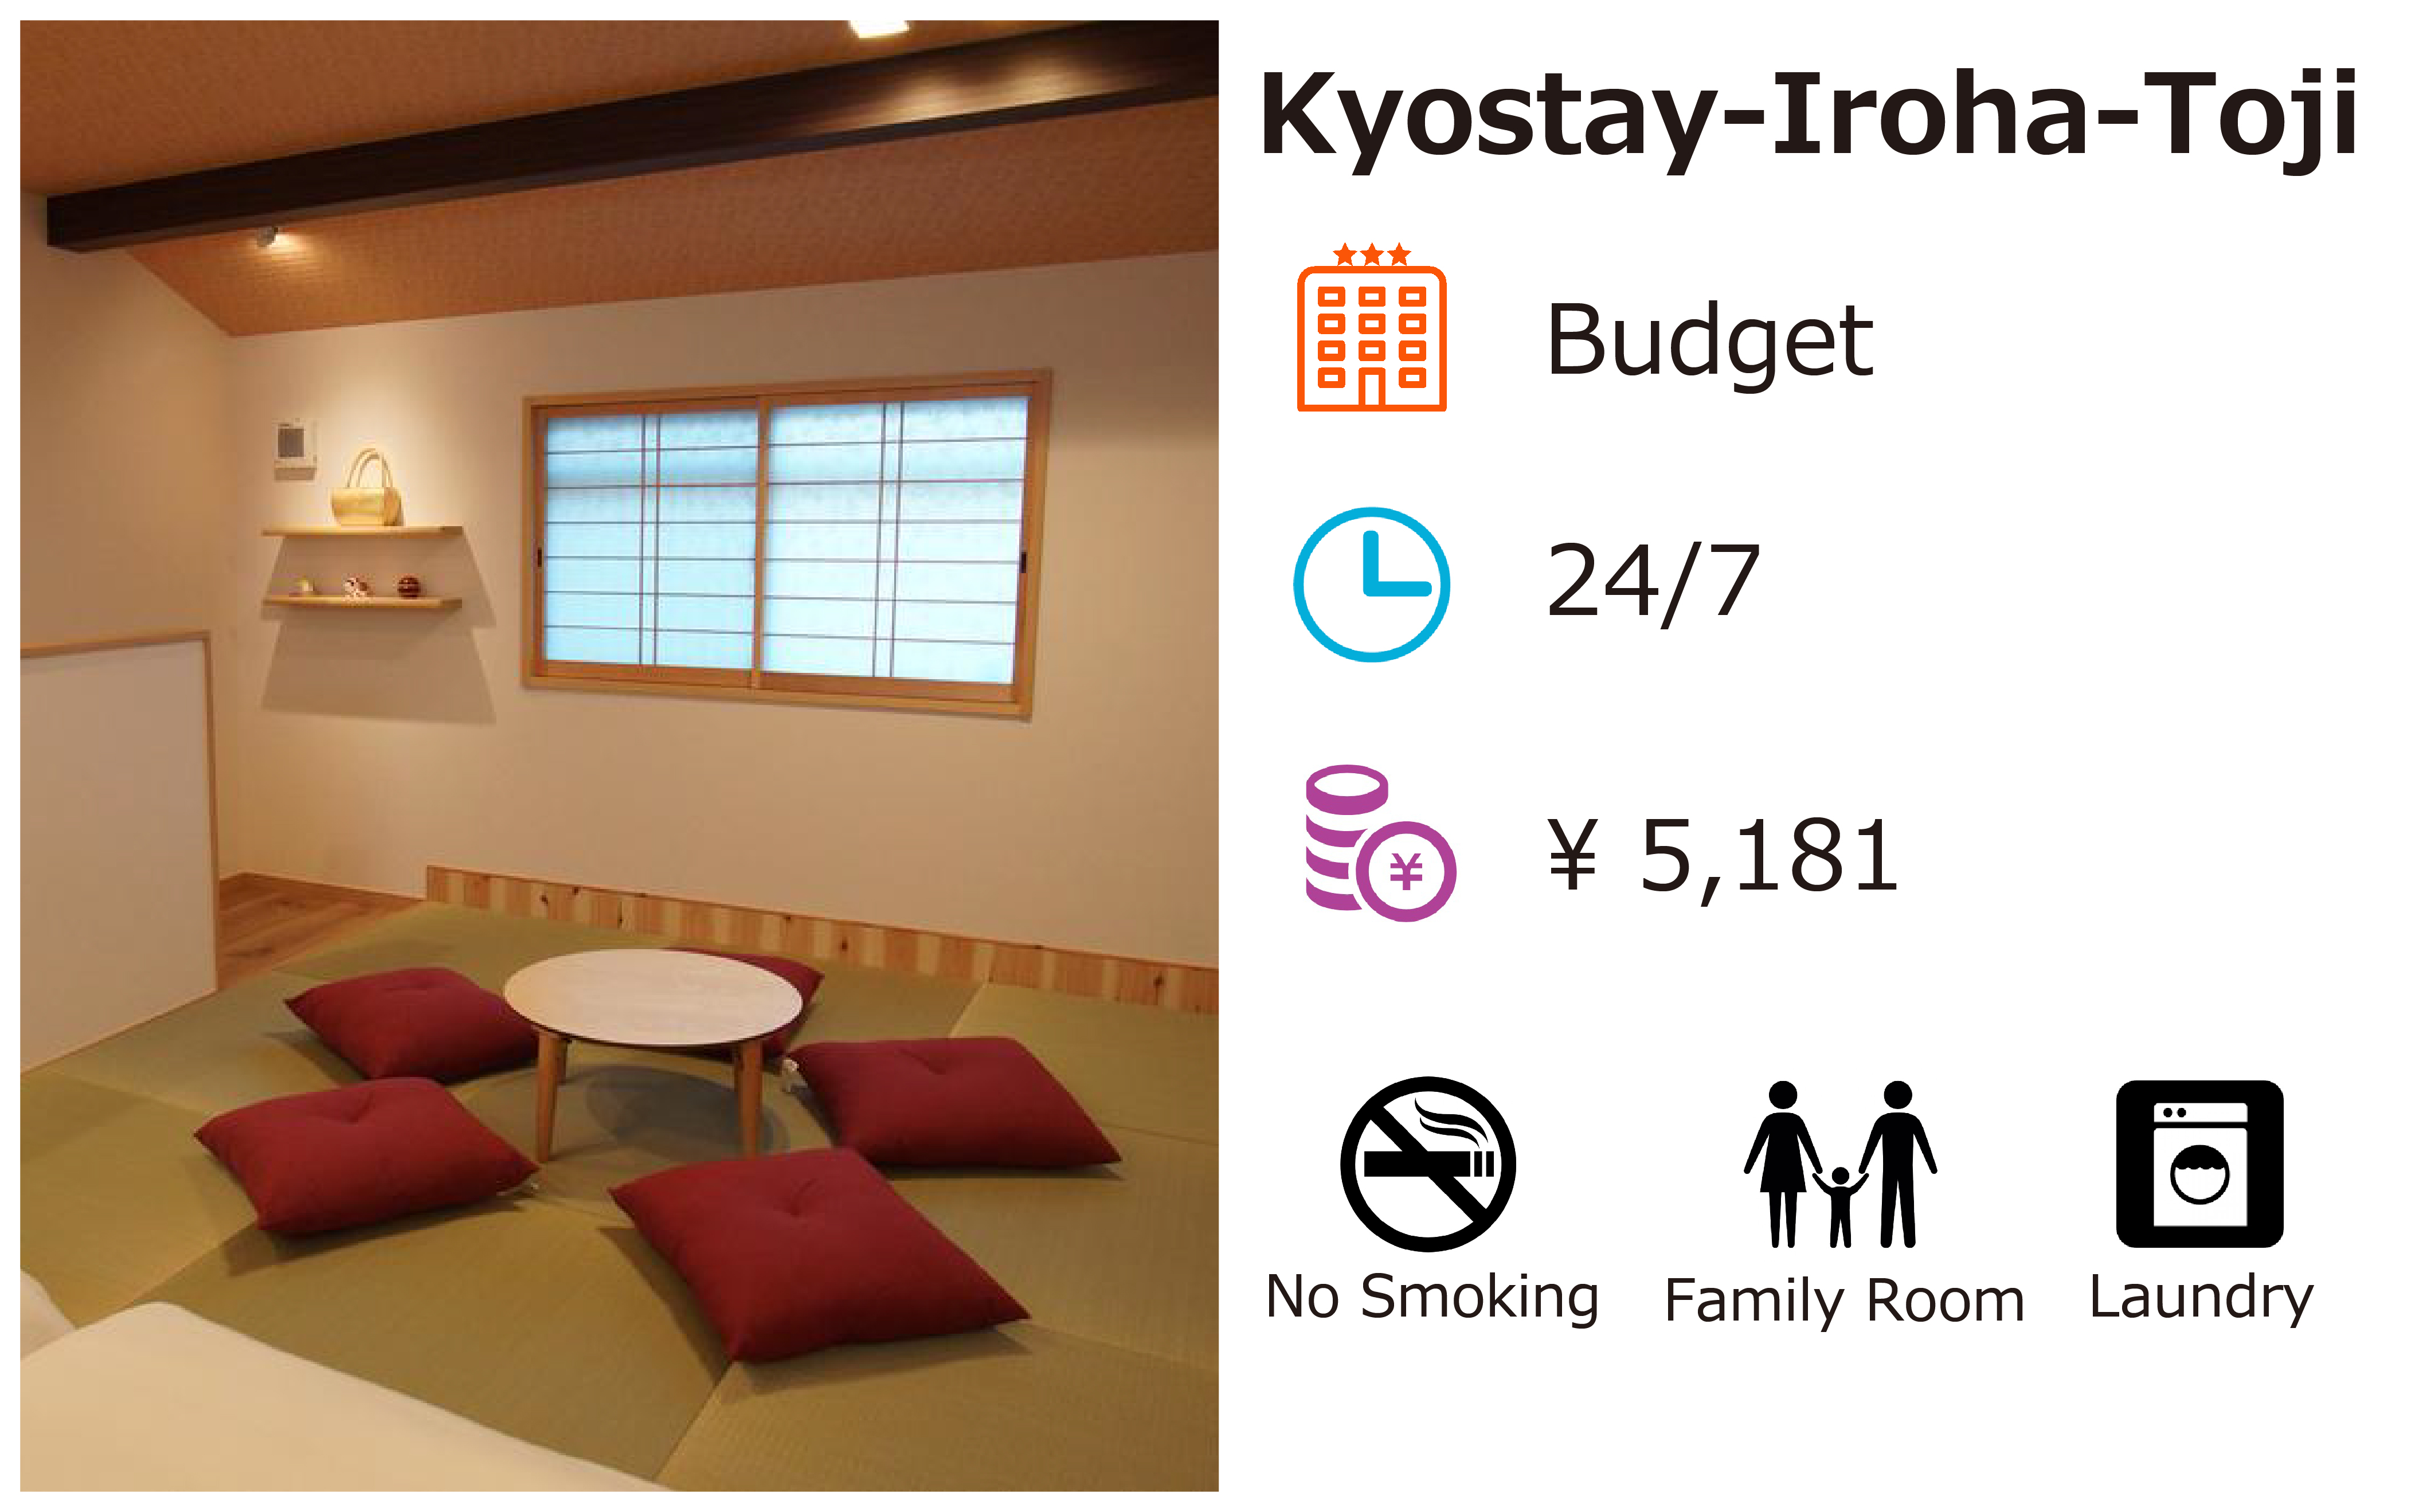 Kyostay-Iroha-Toji
Budget
24/7
¥ 5,181
No Smoking
Family Room
Laundry